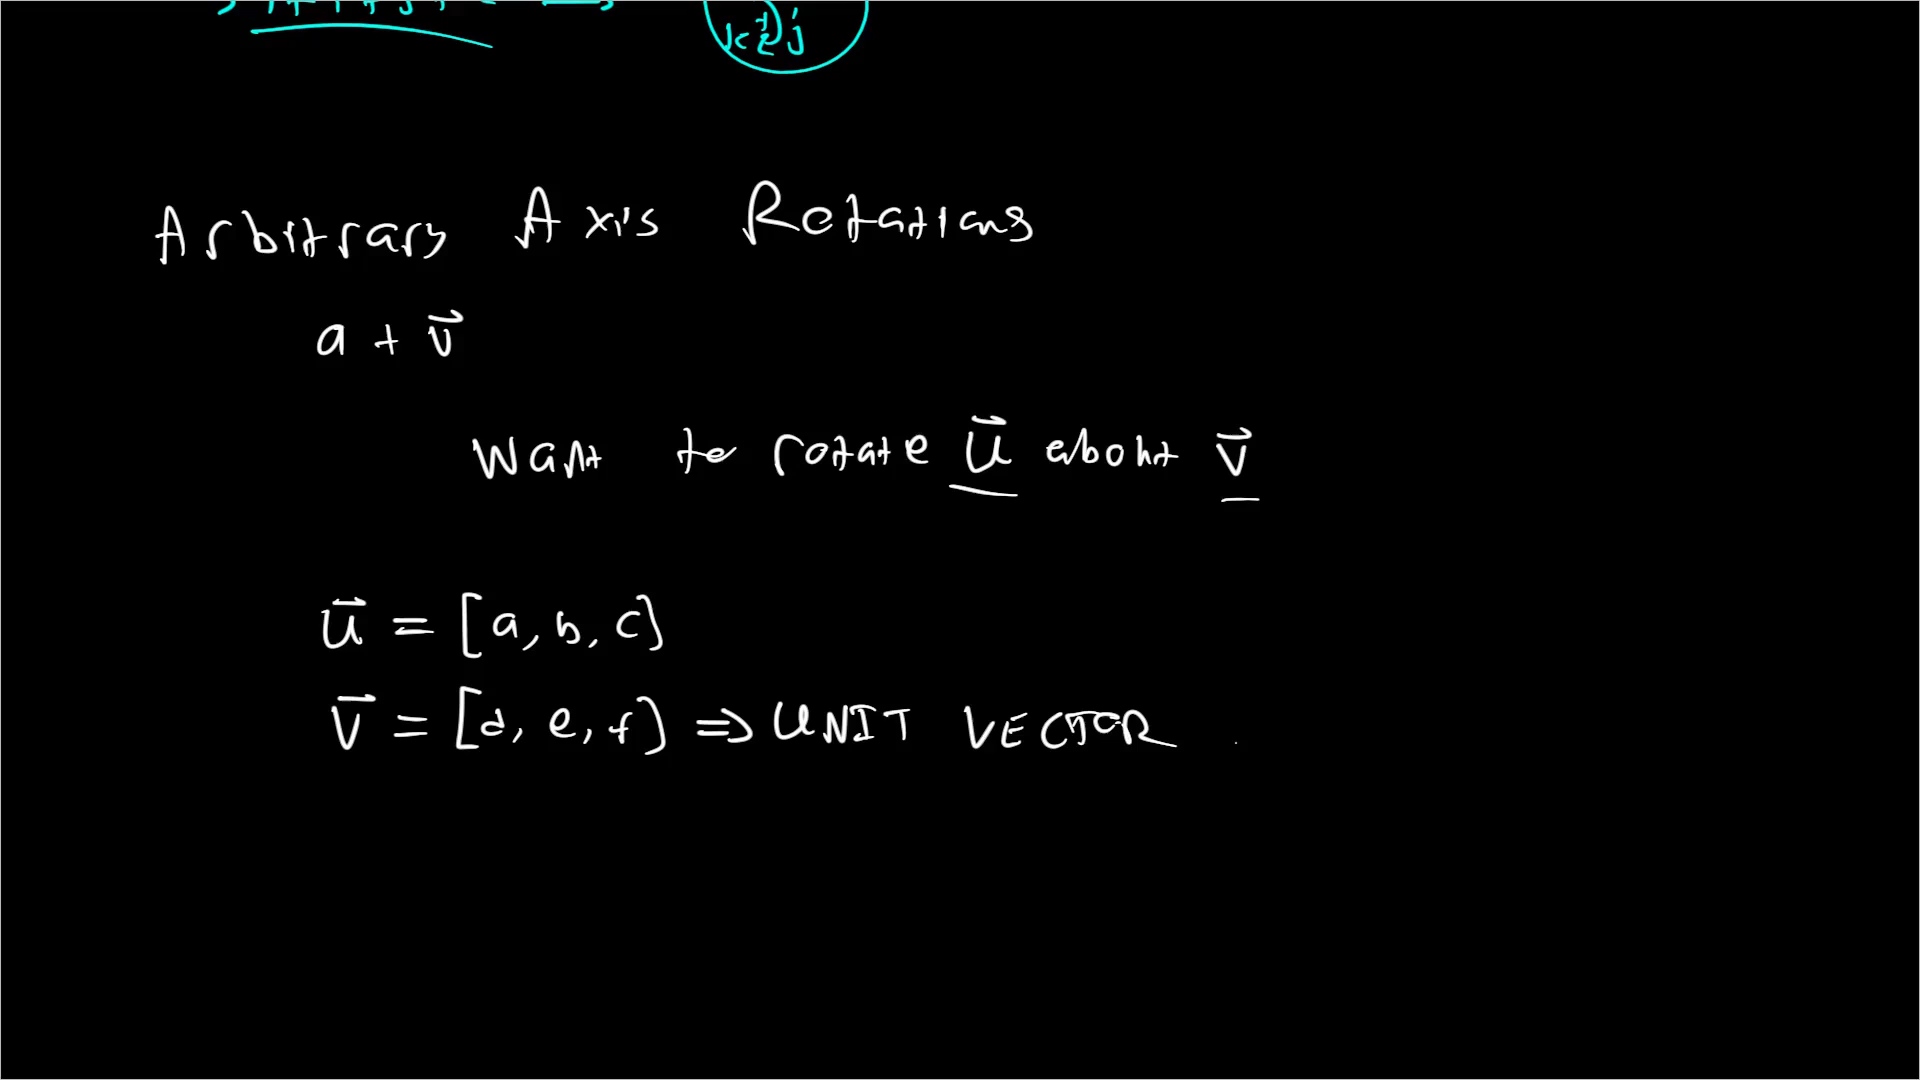 k j
Arbitrary Axis Rotations
a + v⃗
Want to rotate u⃗ about v⃗
u⃗ = [a, b, c]
v⃗ = [d, e, f] ⇒ UNIT VECTOR